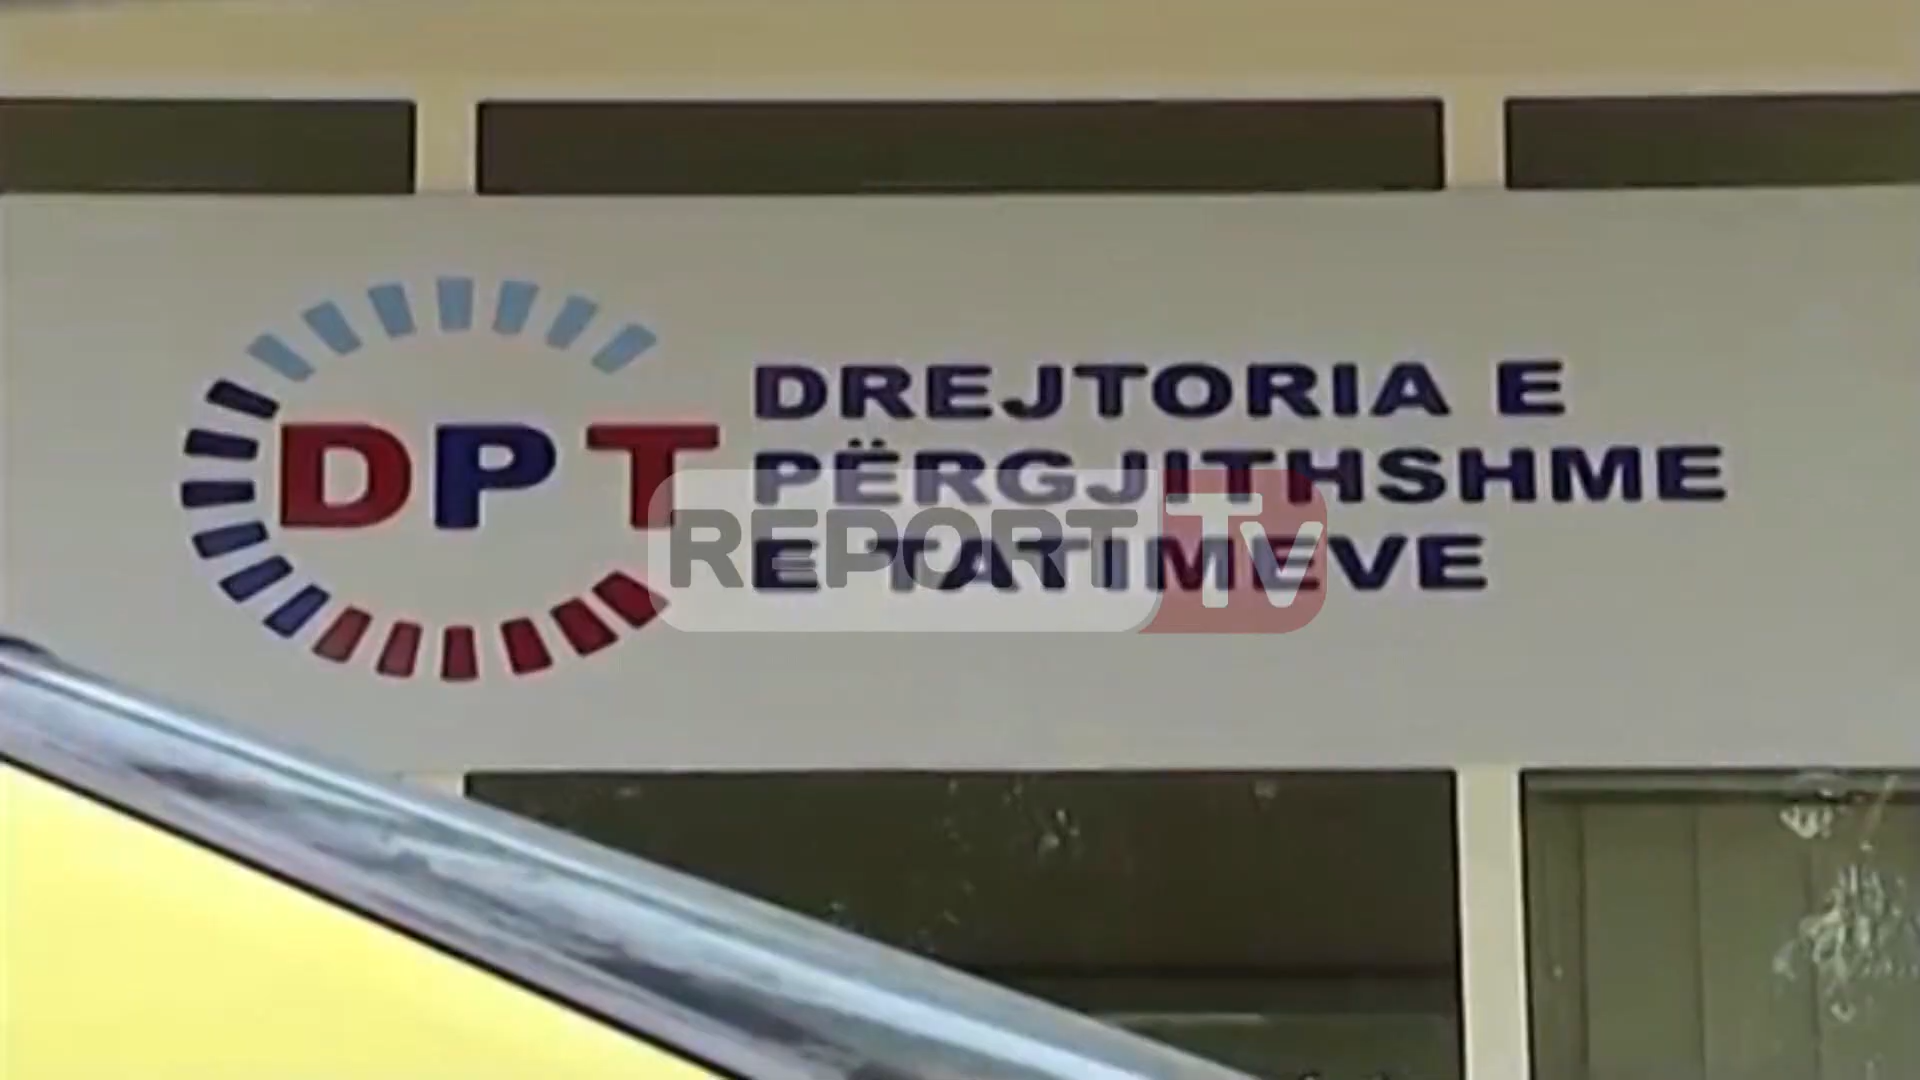 DPT
DREJTORIA E
PËRGJITHSHME
E TATIMEVE
REPORT TV